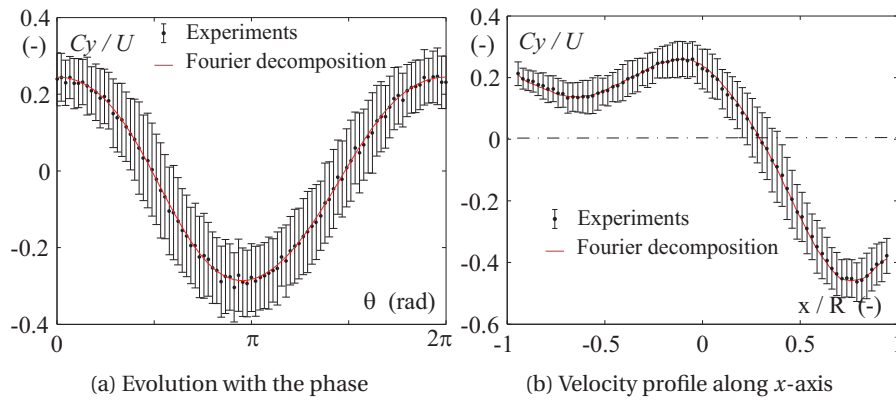 0.4
(-)
Cy / U
Experiments
Fourier decomposition
0.2
0
-0.2
-0.4
θ (rad)
0
π
2π
(a) Evolution with the phase
0.4
(-)
Cy / U
0.2
0
-0.2
-0.4
-0.6
Experiments
Fourier decomposition
x / R (-)
-1
-0.5
0
0.5
1
(b) Velocity profile along x-axis